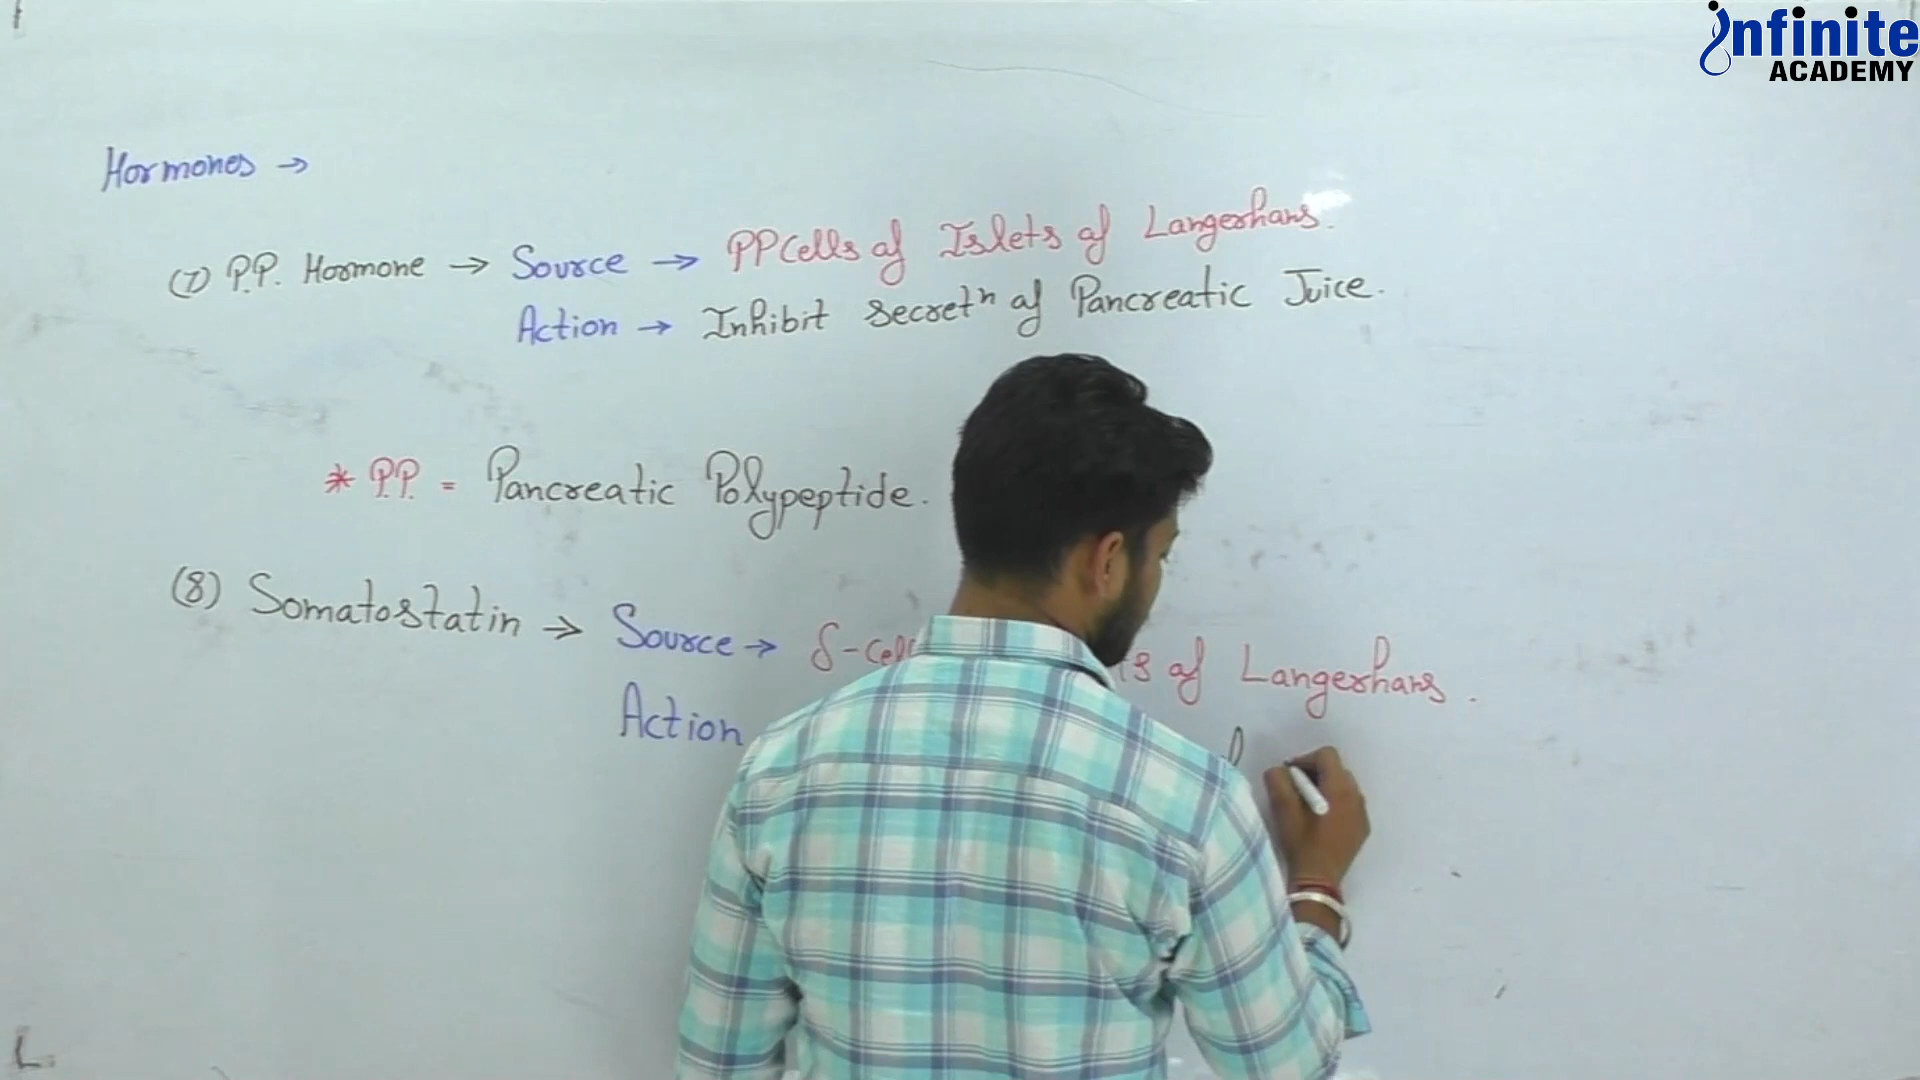 infinite
ACADEMY
Hormones →
(7) P.P. Hormone → Source → PP Cells of Islets of Langerhans.
Action → Inhibit Secretⁿ of Pancreatic Juice.
* P.P. = Pancreatic Polypeptide.
(8) Somatostatin → Source → δ-cell of Langerhans.
Action